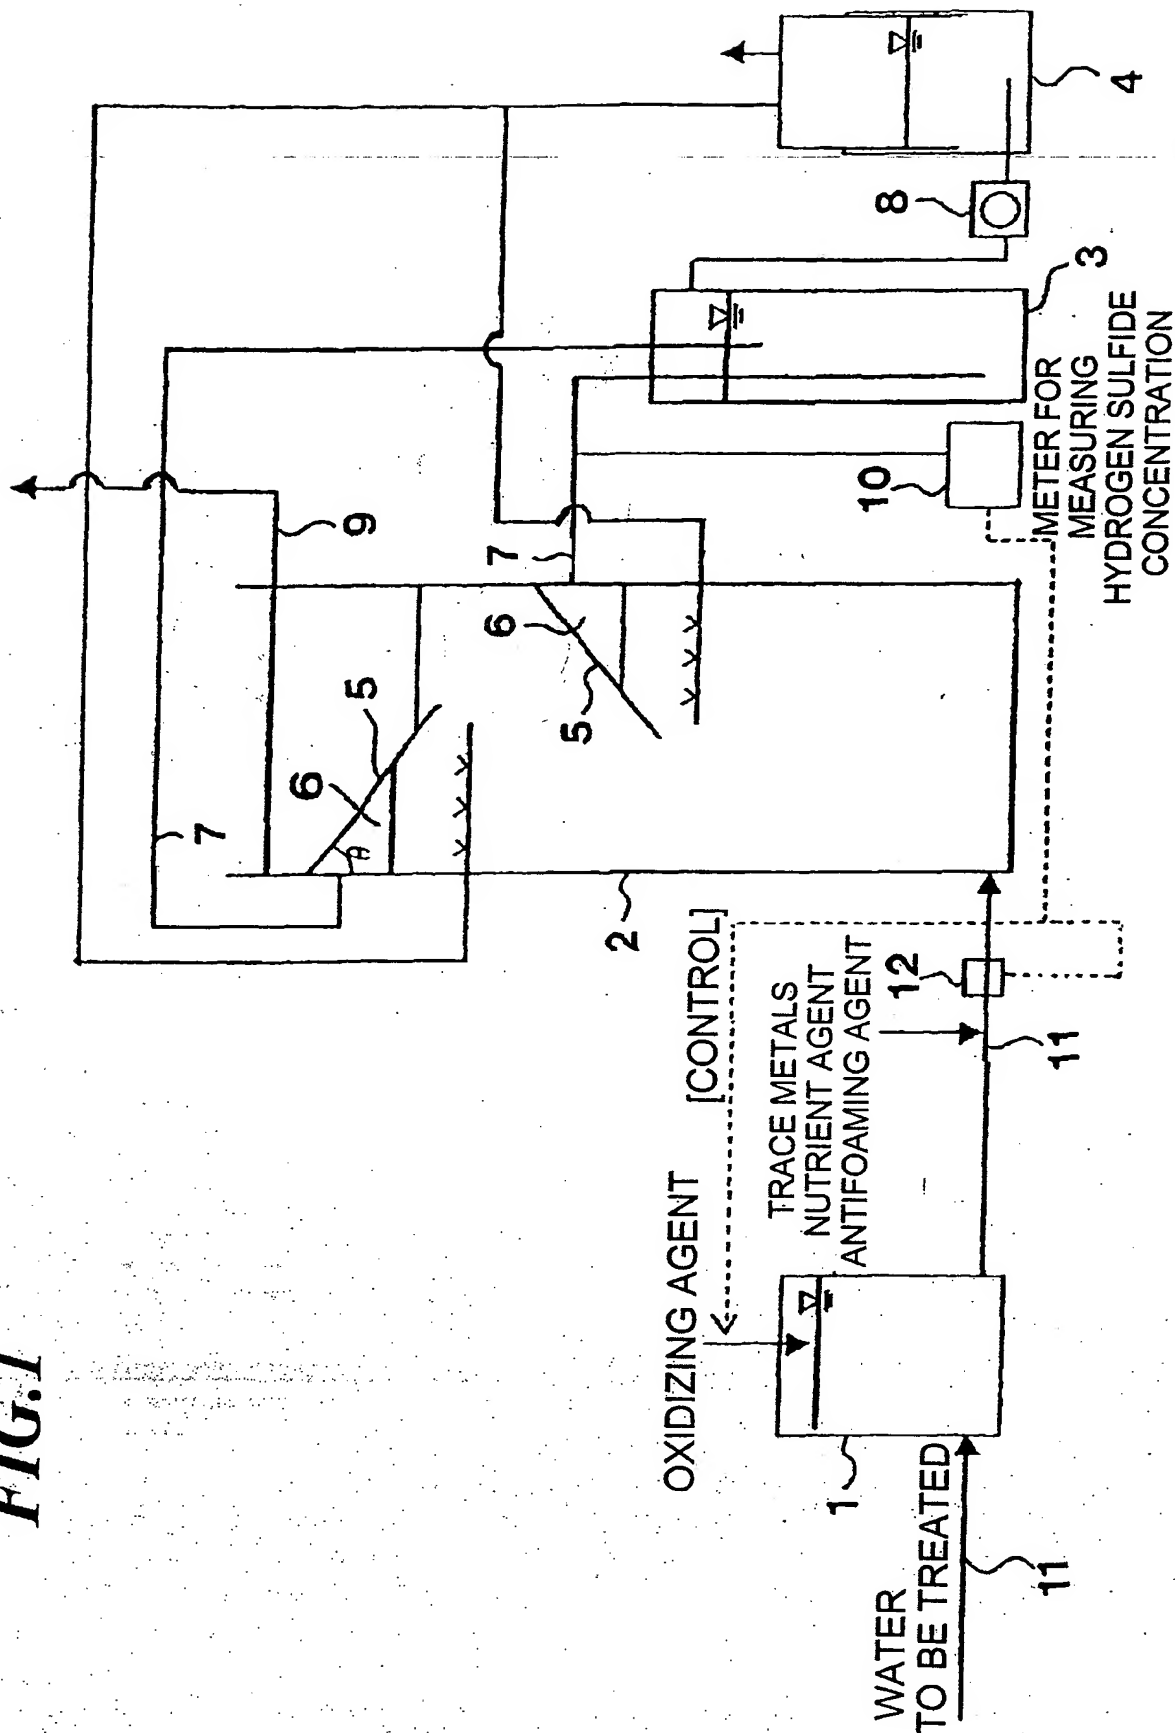 FIG.1
WATER
TO BE TREATED
11
1
OXIDIZING AGENT
[CONTROL]
TRACE METALS
NUTRIENT AGENT
ANTIFOAMING AGENT
11
12
2
7
6
5
θ
9
5
6
7
10
METER FOR
MEASURING
HYDROGEN SULFIDE
CONCENTRATION
3
8
4